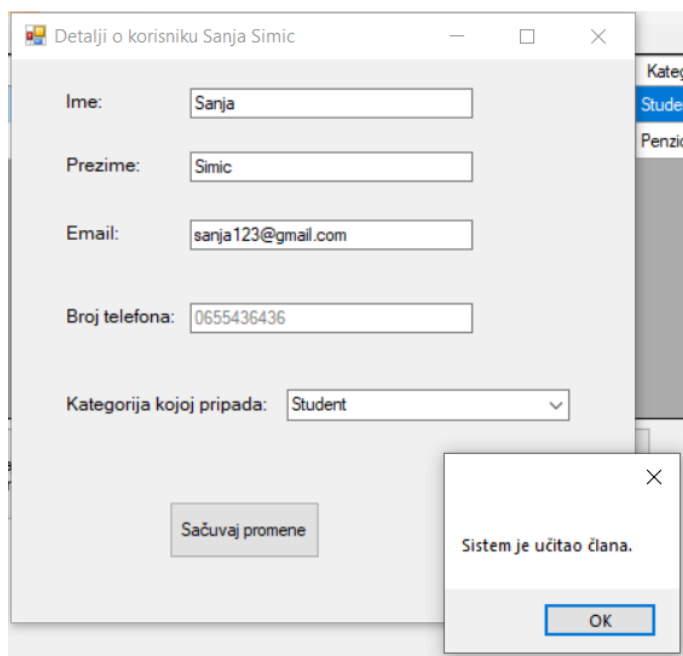 Detalji o korisniku Sanja Simic
Ime: Sanja
Prezime: Simic
Email: sanja123@gmail.com
Broj telefona: 0655436436
Kategorija kojoj pripada: Student
Sačuvaj promene
Sistem je učitao člana.
OK